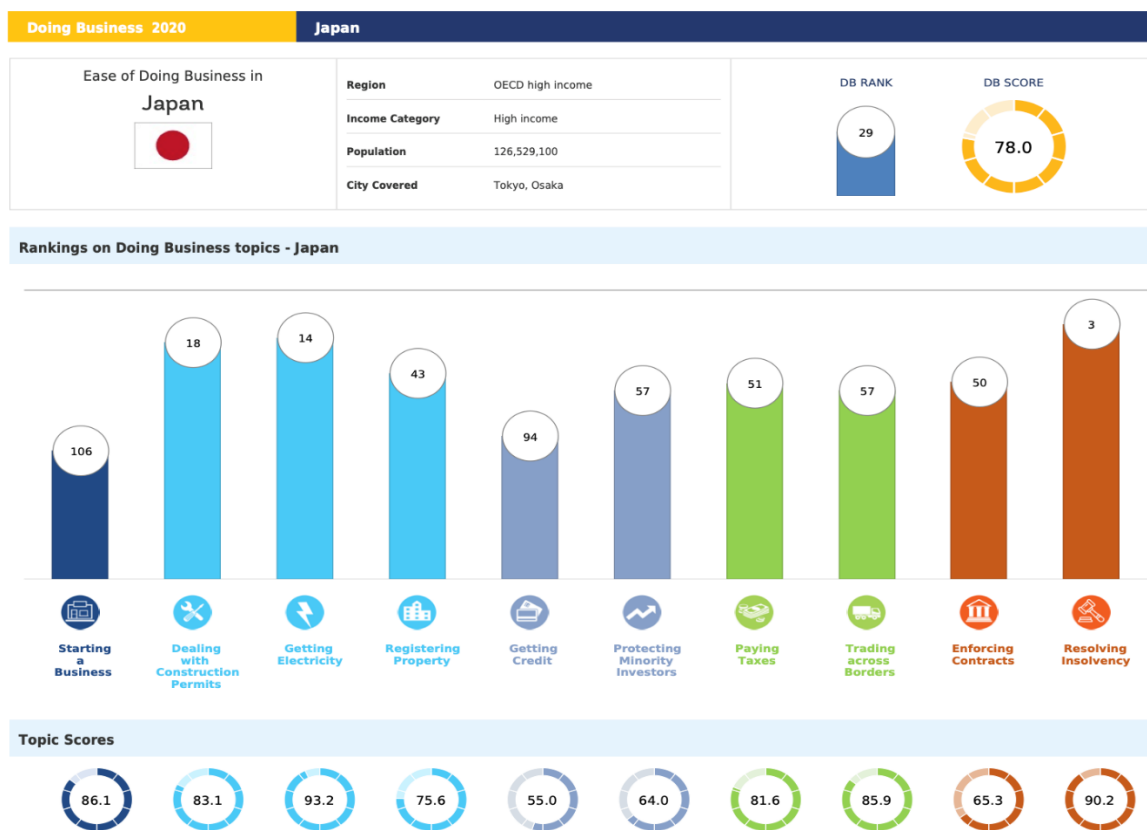 Doing Business 2020
Japan
Ease of Doing Business in
Japan
Region
OECD high income
Income Category
High income
Population
126,529,100
City Covered
Tokyo, Osaka
DB RANK
29
DB SCORE
78.0
Rankings on Doing Business topics - Japan
106
18
14
43
94
57
51
57
50
3
Starting
a
Business
Dealing
with
Construction
Permits
Getting
Electricity
Registering
Property
Getting
Credit
Protecting
Minority
Investors
Paying
Taxes
Trading
across
Borders
Enforcing
Contracts
Resolving
Insolvency
Topic Scores
86.1
83.1
93.2
75.6
55.0
64.0
81.6
85.9
65.3
90.2